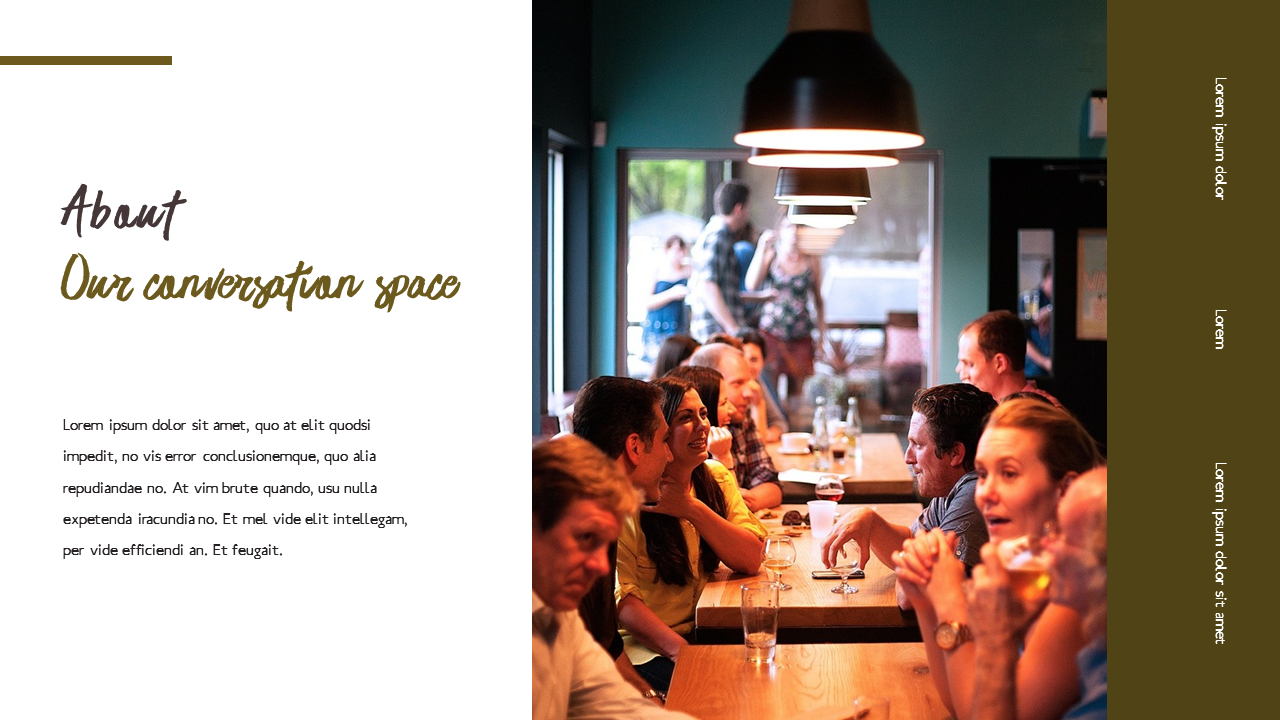 About
Our conversation space
Lorem ipsum dolor sit amet, quo at elit quodsi
impedit, no vis error conclusionemque, quo alia
repudiandae no. At vim brute quando, usu nulla
expetenda iracundia no. Et mel vide elit intellegam,
per vide efficiendi an. Et feugait.
Lorem ipsum dolor
Lorem
Lorem ipsum dolor sit amet